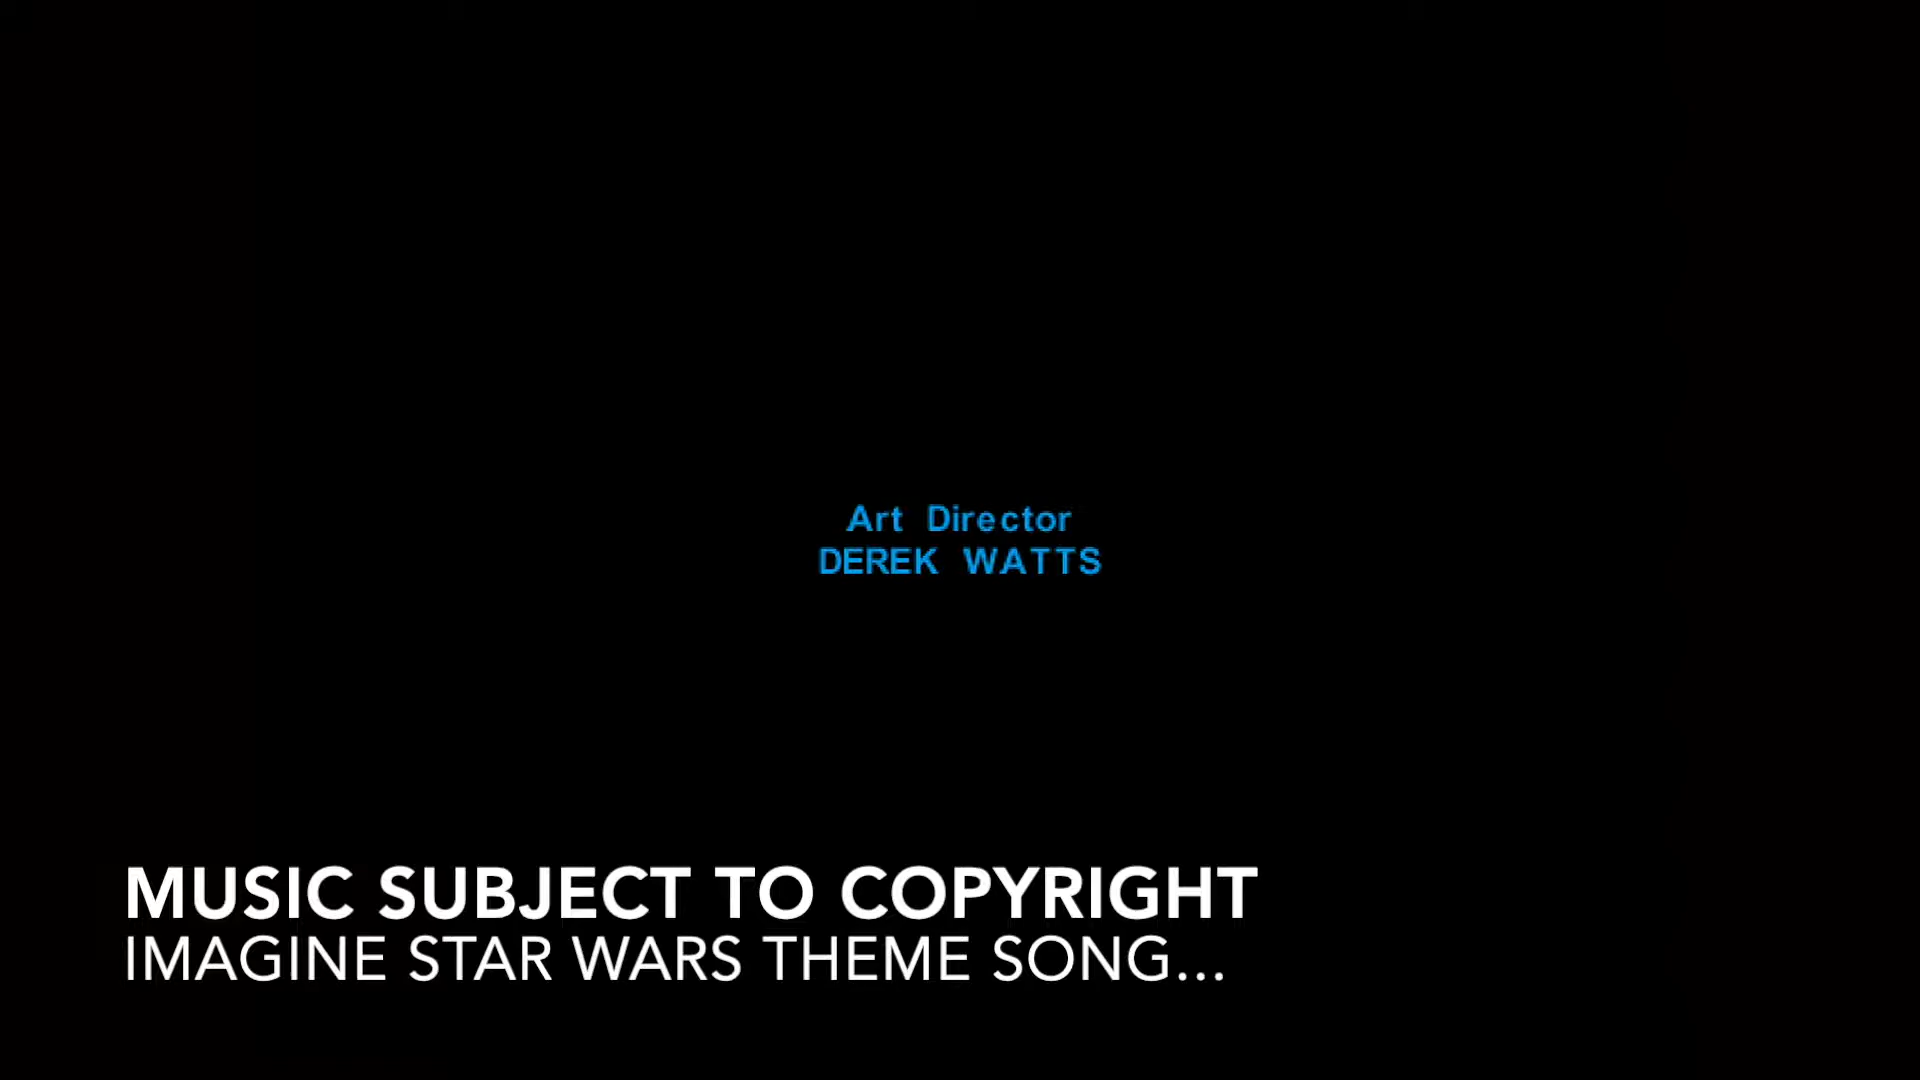 Art Director
DEREK WATTS
MUSIC SUBJECT TO COPYRIGHT
IMAGINE STAR WARS THEME SONG...